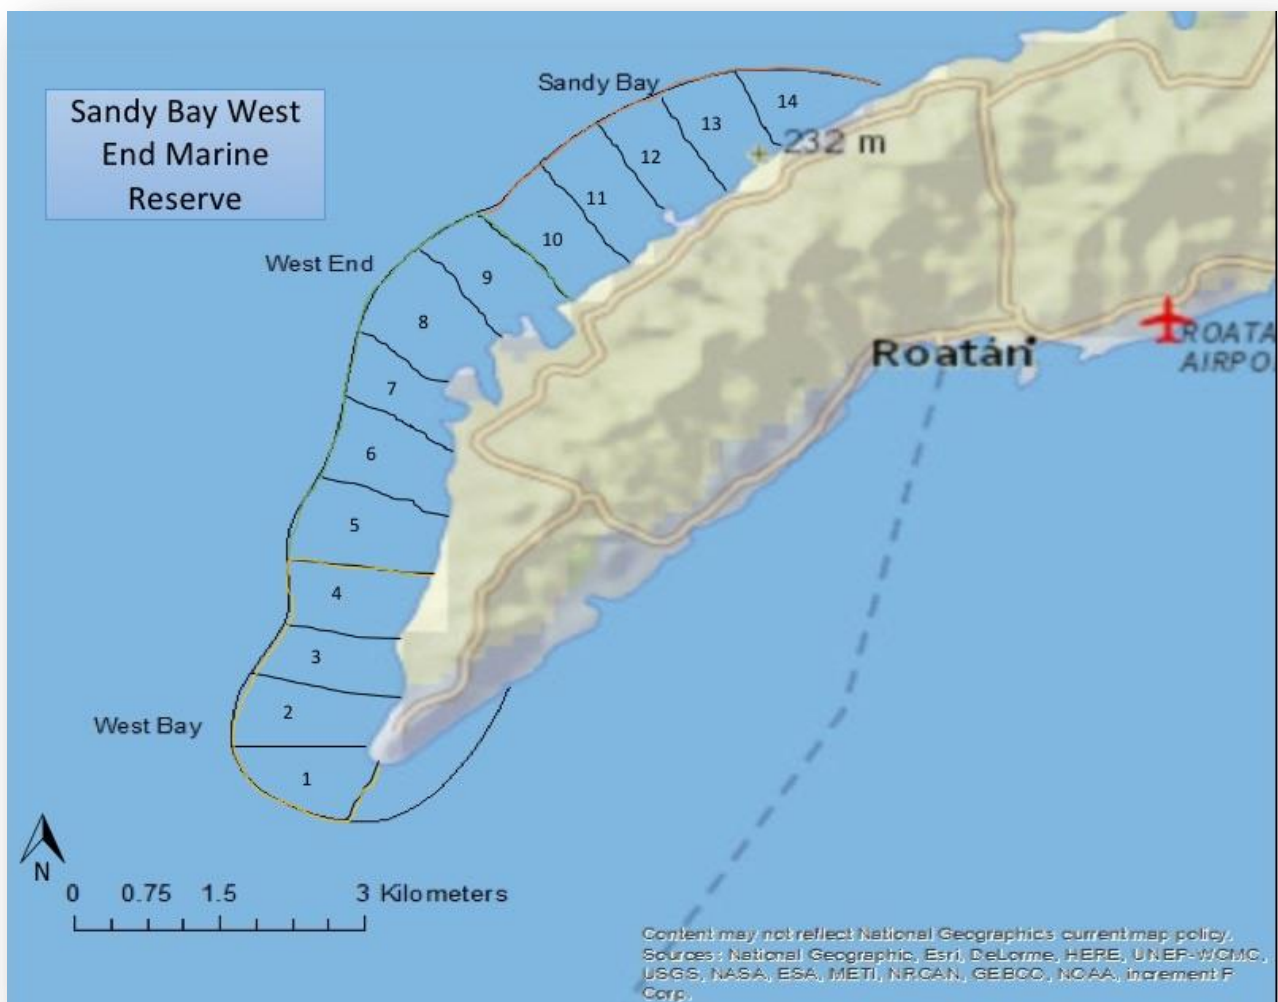 Sandy Bay West
End Marine
Reserve
Sandy Bay
14
13
232 m
12
11
10
West End
9
8
7
Roatán
ROATA
AIRPO
6
5
4
3
West Bay
2
1
N
0 0.75 1.5 3 Kilometers
Content may not reflect National Geographic's current map policy.
Sources: National Geographic, Esri, DeLorme, HERE, UNEP-WCMC,
USGS, NASA, ESA, METI, NRCAN, GEBCO, NOAA, increment P
Corp.